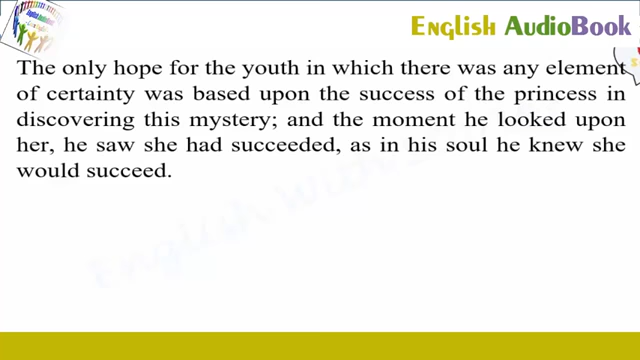 English AudioBook
The only hope for the youth in which there was any element
of certainty was based upon the success of the princess in
discovering this mystery; and the moment he looked upon
her, he saw she had succeeded, as in his soul he knew she
would succeed.